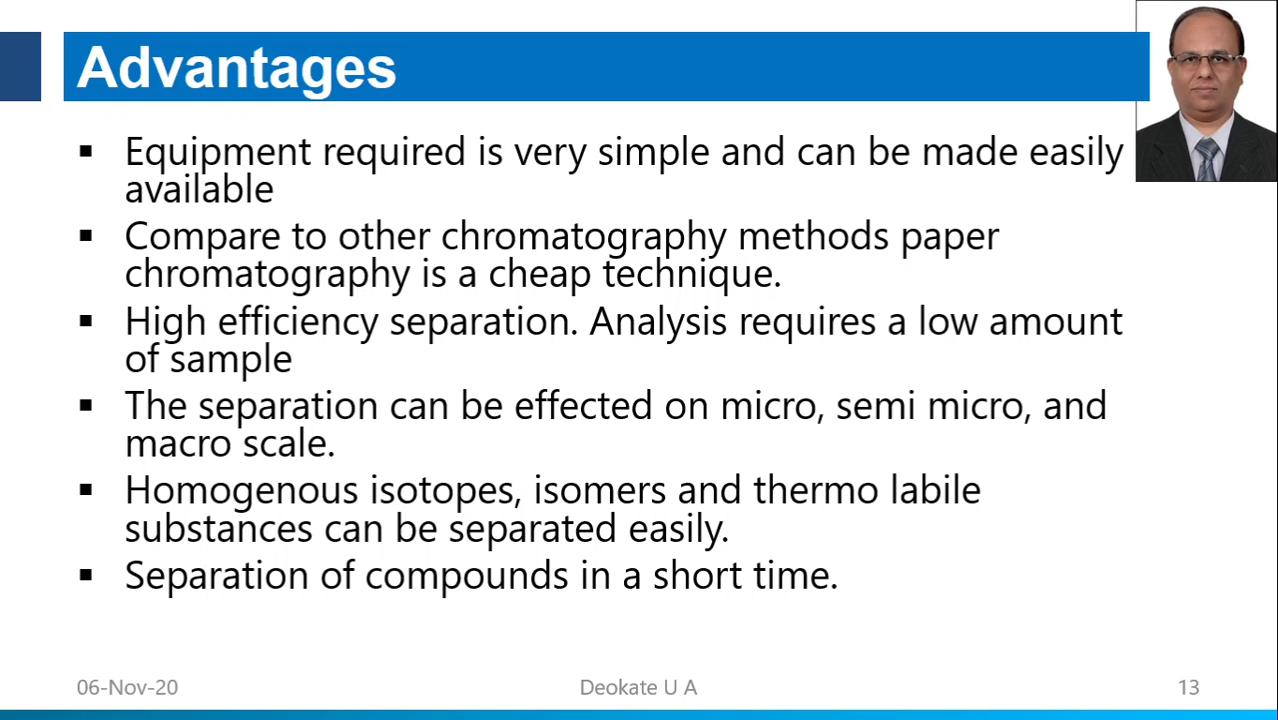 Advantages
▪ Equipment required is very simple and can be made easily
available
▪ Compare to other chromatography methods paper
chromatography is a cheap technique.
▪ High efficiency separation. Analysis requires a low amount
of sample
▪ The separation can be effected on micro, semi micro, and
macro scale.
▪ Homogenous isotopes, isomers and thermo labile
substances can be separated easily.
▪ Separation of compounds in a short time.
06-Nov-20
Deokate U A
13